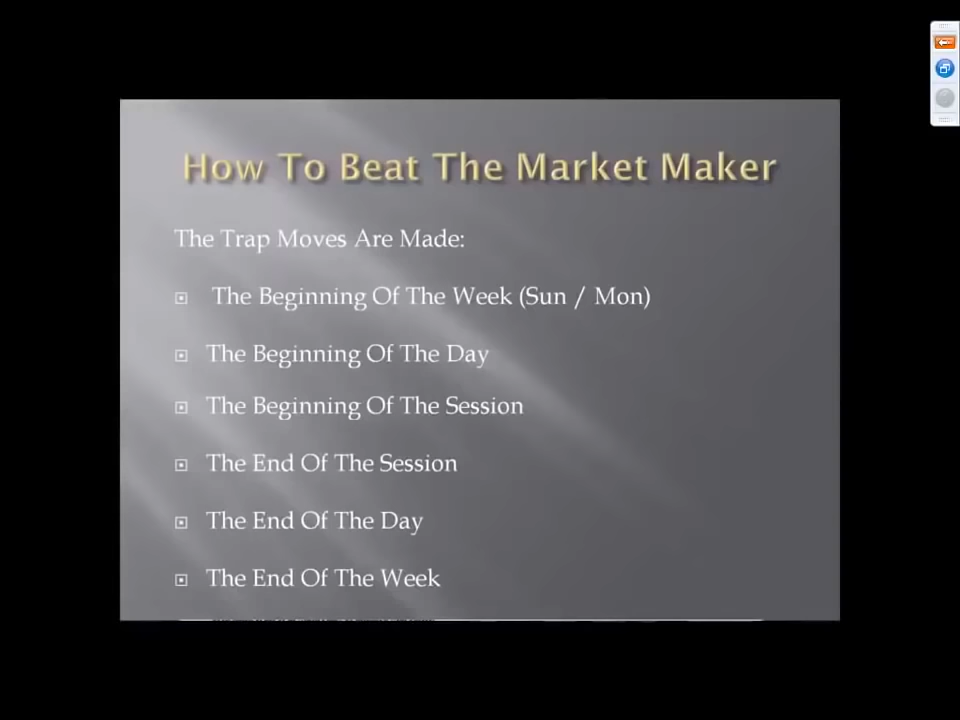 How To Beat The Market Maker
The Trap Moves Are Made:
The Beginning Of The Week (Sun / Mon)
The Beginning Of The Day
The Beginning Of The Session
The End Of The Session
The End Of The Day
The End Of The Week